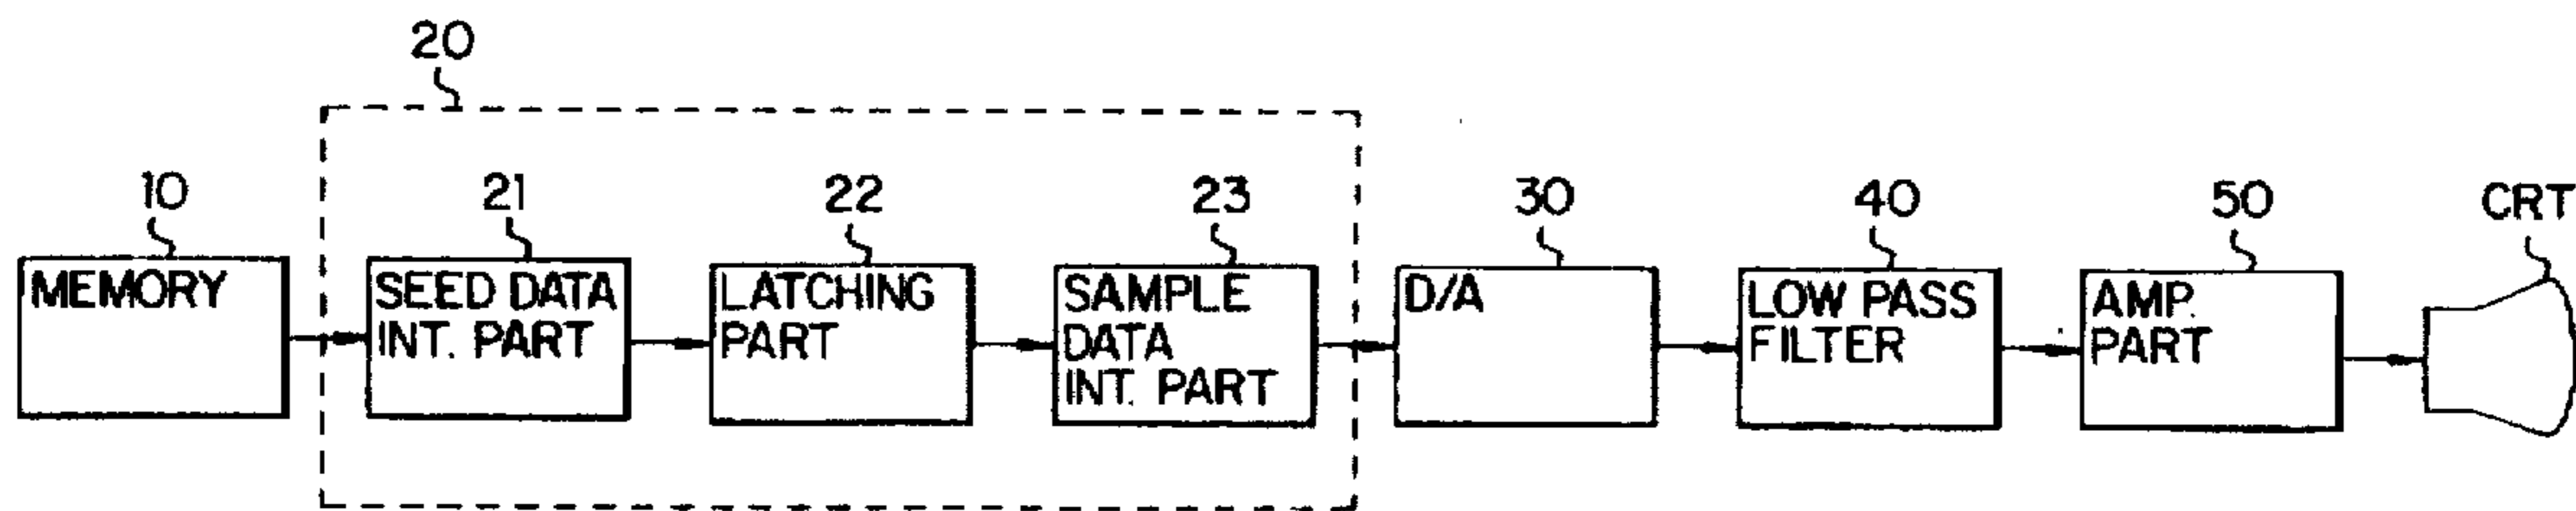 20
10
21
22
23
30
40
50
CRT
MEMORY
SEED DATA
INT. PART
LATCHING
PART
SAMPLE
DATA
INT. PART
D/A
LOW PASS
FILTER
AMP.
PART